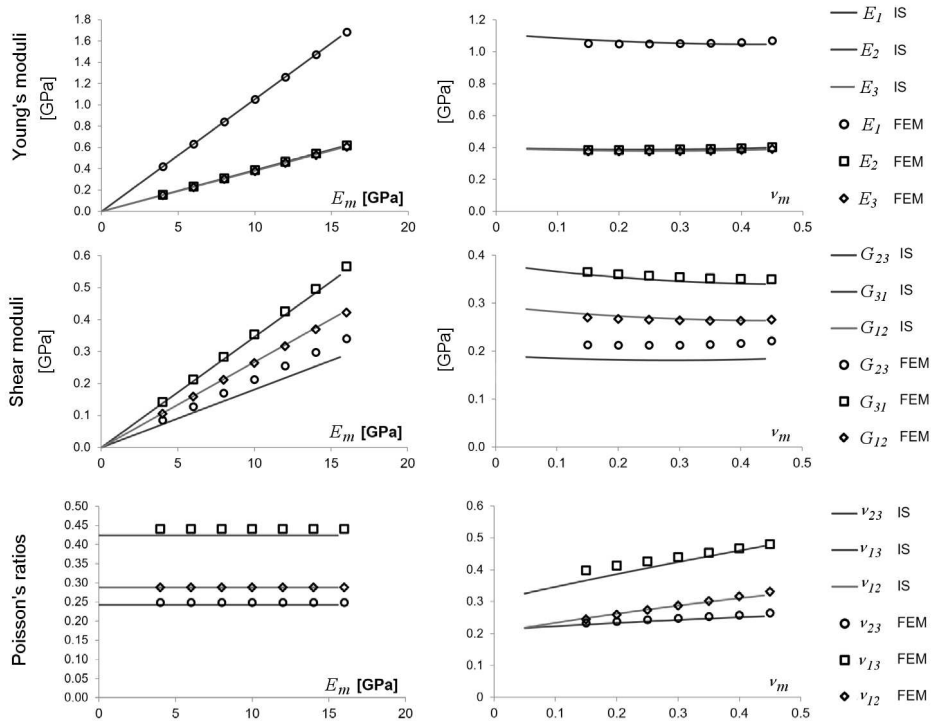 Young's moduli
[GPa]
1.8
1.6
1.4
1.2
1.0
0.8
0.6
0.4
0.2
0.0
0
5
10
15
20
E_m [GPa]
[GPa]
1.2
1.0
0.8
0.6
0.4
0.2
0.0
0
0.1
0.2
0.3
0.4
0.5
ν_m
E_1 IS
E_2 IS
E_3 IS
E_1 FEM
E_2 FEM
E_3 FEM
Shear moduli
[GPa]
0.6
0.5
0.4
0.3
0.2
0.1
0.0
0
5
10
15
20
E_m [GPa]
[GPa]
0.4
0.3
0.2
0.1
0
0
0.1
0.2
0.3
0.4
0.5
ν_m
G_23 IS
G_31 IS
G_12 IS
G_23 FEM
G_31 FEM
G_12 FEM
Poisson's ratios
0.50
0.45
0.40
0.35
0.30
0.25
0.20
0.15
0.10
0.05
0.00
0
5
10
15
20
E_m [GPa]
0.6
0.5
0.4
0.3
0.2
0.1
0
0
0.1
0.2
0.3
0.4
0.5
ν_m
ν_23 IS
ν_13 IS
ν_12 IS
ν_23 FEM
ν_13 FEM
ν_12 FEM